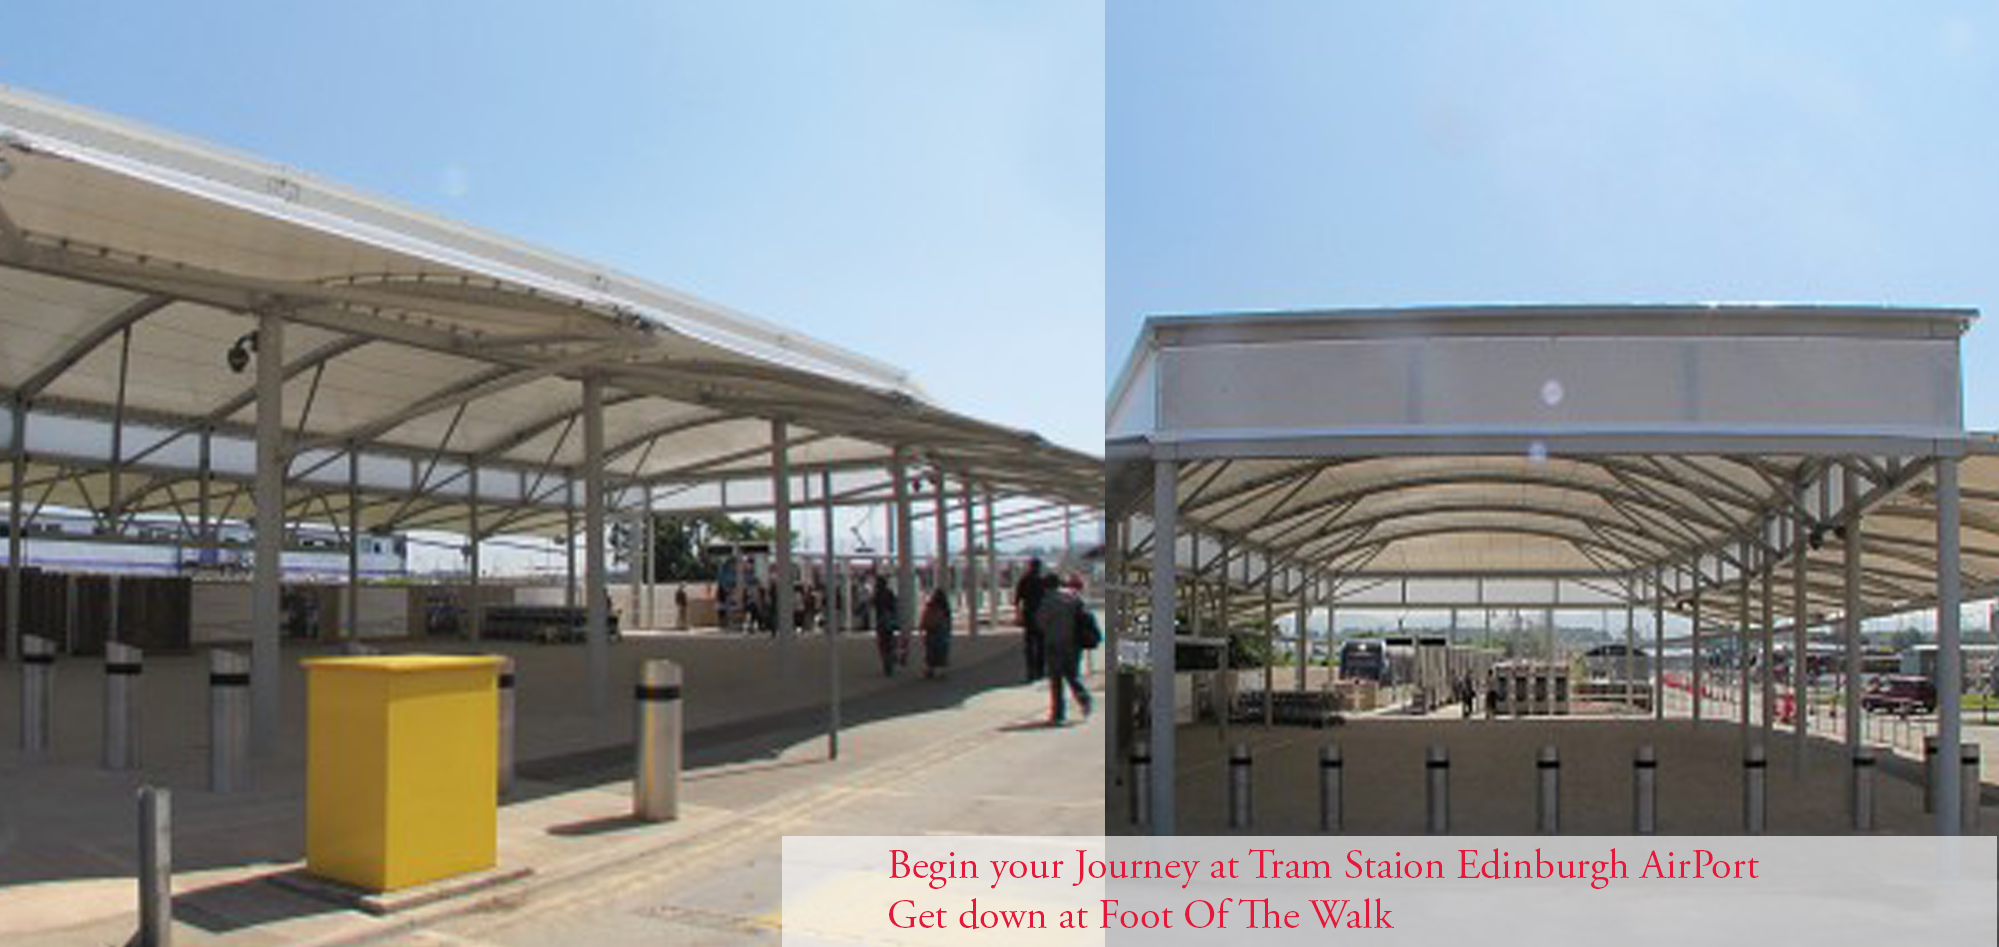 Begin your Journey at Tram Staion Edinburgh AirPort
Get down at Foot Of The Walk